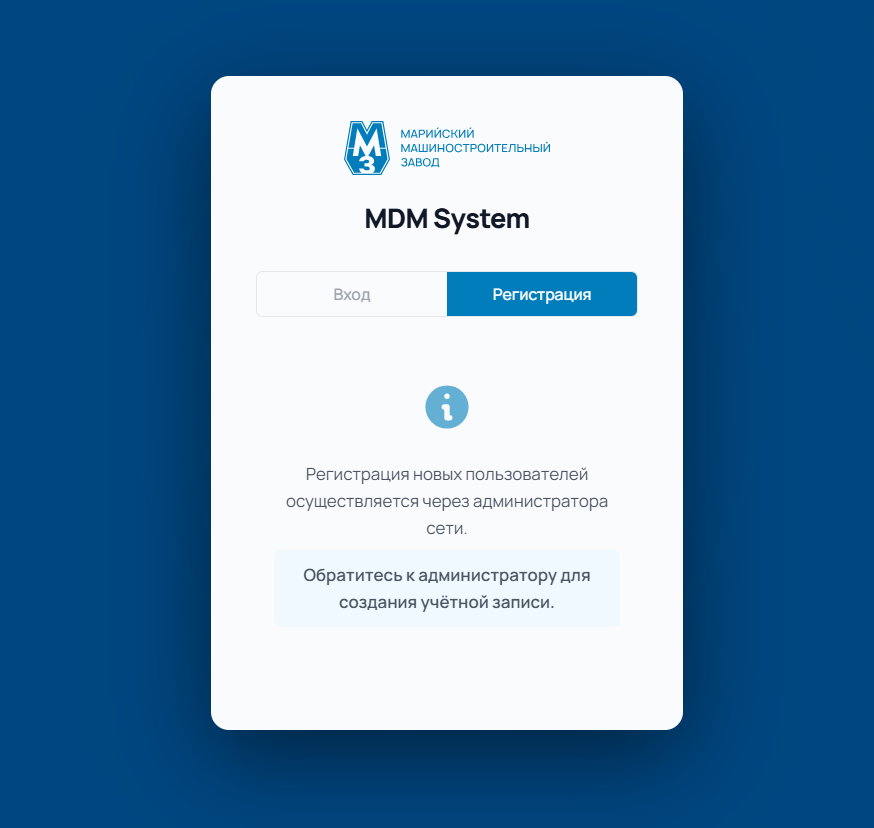 МЗ
МАРИЙСКИЙ
МАШИНОСТРОИТЕЛЬНЫЙ
ЗАВОД
MDM System
Вход
Регистрация
Регистрация новых пользователей
осуществляется через администратора
сети.
Обратитесь к администратору для
создания учётной записи.